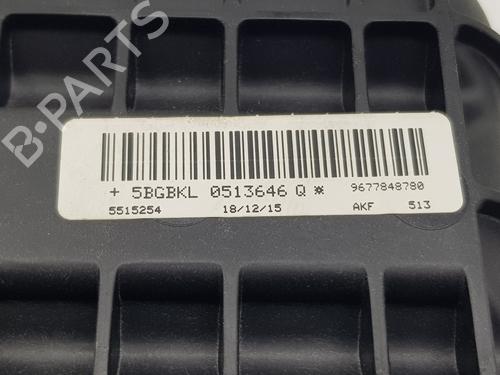 B-PARTS
+ 5BGBKL 0513646 Q ⋇ 9677848780
5515254 18/12/15 AKF 513